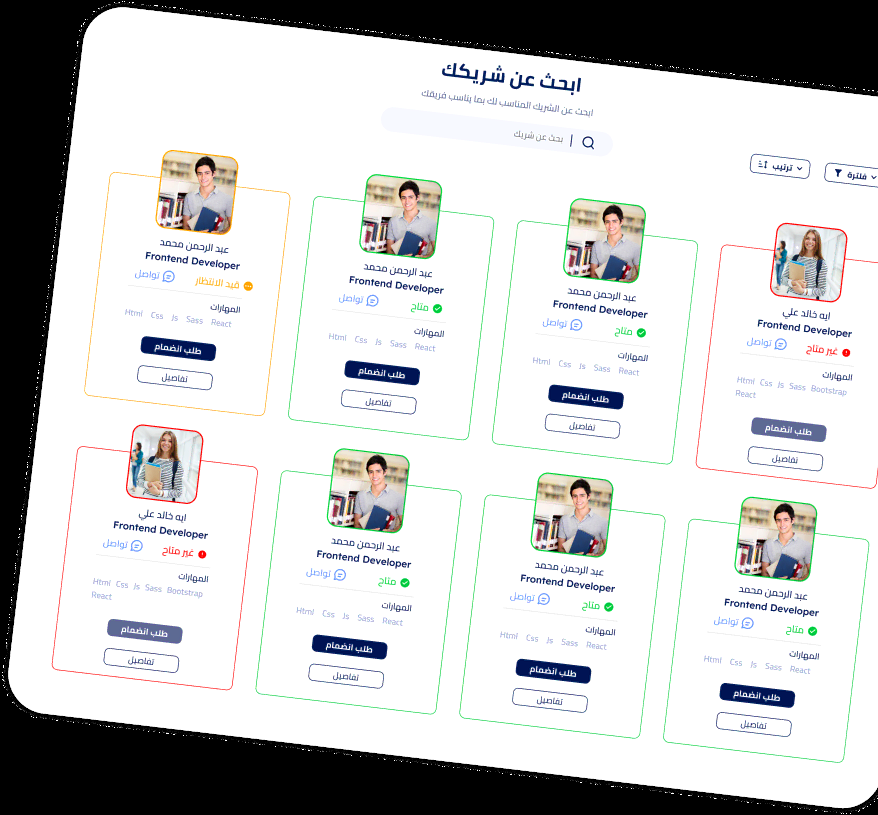 ابحث عن شريكك
ابحث عن الشريك المناسب لك بما يناسب فريقك
بحث عن شريك
فلترة
ترتيب
ايه خالد علي
Frontend Developer
غير متاح تواصل
المهارات
Html Css Js Sass Bootstrap
React
طلب انضمام
تفاصيل
عبد الرحمن محمد
Frontend Developer
متاح تواصل
المهارات
Html Css Js Sass React
طلب انضمام
تفاصيل
عبد الرحمن محمد
Frontend Developer
متاح تواصل
المهارات
Html Css Js Sass React
طلب انضمام
تفاصيل
عبد الرحمن محمد
Frontend Developer
قيد الانتظار تواصل
المهارات
Html Css Js Sass React
طلب انضمام
تفاصيل
عبد الرحمن محمد
Frontend Developer
متاح تواصل
المهارات
Html Css Js Sass React
طلب انضمام
تفاصيل
عبد الرحمن محمد
Frontend Developer
متاح تواصل
المهارات
Html Css Js Sass React
طلب انضمام
تفاصيل
عبد الرحمن محمد
Frontend Developer
متاح تواصل
المهارات
Html Css Js Sass React
طلب انضمام
تفاصيل
ايه خالد علي
Frontend Developer
غير متاح تواصل
المهارات
Html Css Js Sass Bootstrap
React
طلب انضمام
تفاصيل